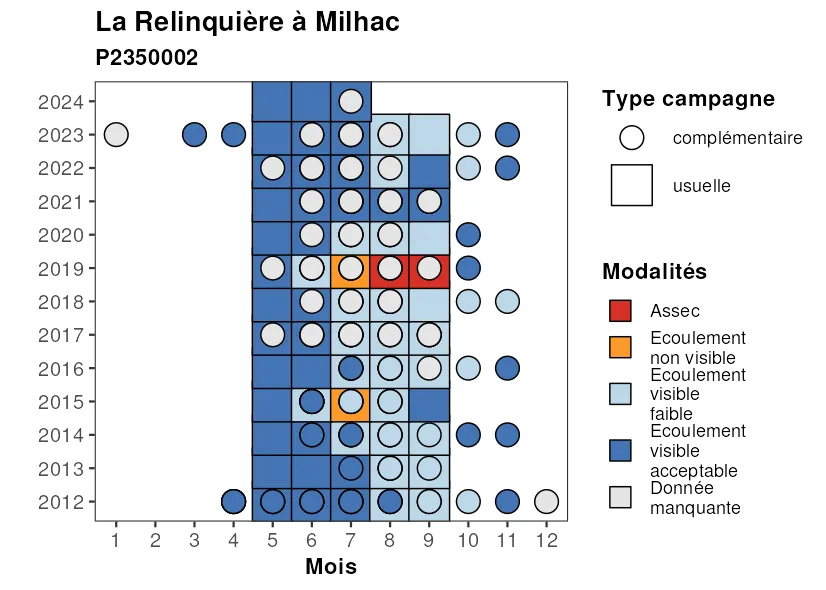 La Relinquière à Milhac
P2350002
2024
2023
2022
2021
2020
2019
2018
2017
2016
2015
2014
2013
2012
1 2 3 4 5 6 7 8 9 10 11 12
Mois
Type campagne
complémentaire
usuelle
Modalités
Assec
Ecoulement
non visible
Ecoulement
visible
faible
Ecoulement
visible
acceptable
Donnée
manquante